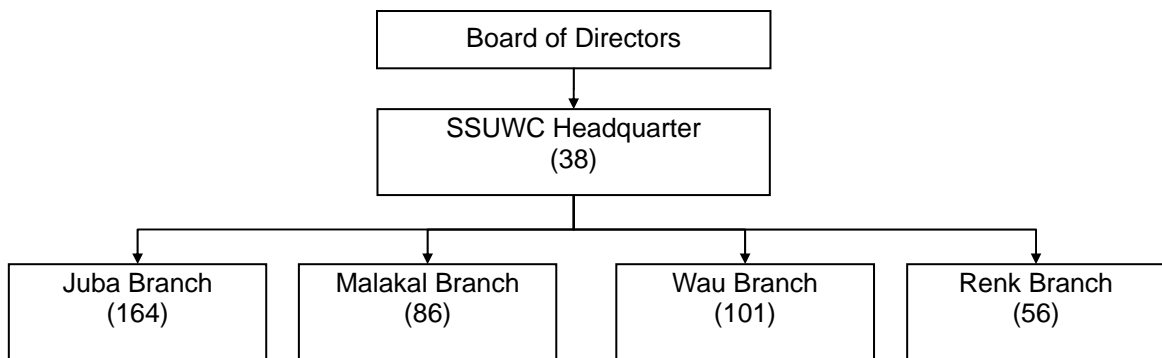 Board of Directors
SSUWC Headquarter
(38)
Juba Branch
(164)
Malakal Branch
(86)
Wau Branch
(101)
Renk Branch
(56)